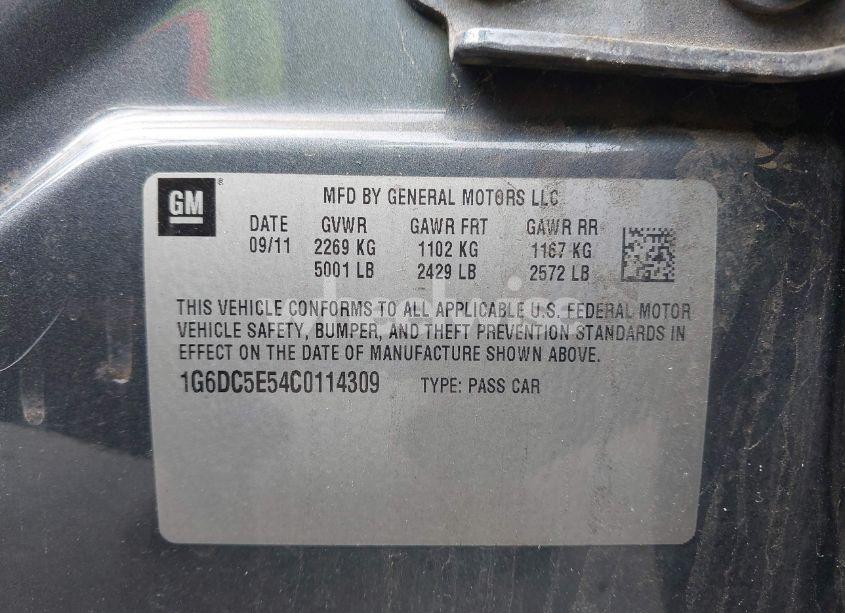 GM
MFD BY GENERAL MOTORS LLC
DATE GVWR GAWR FRT GAWR RR
09/11 2269 KG 1102 KG 1167 KG
5001 LB 2429 LB 2572 LB
THIS VEHICLE CONFORMS TO ALL APPLICABLE U.S. FEDERAL MOTOR
VEHICLE SAFETY, BUMPER, AND THEFT PREVENTION STANDARDS IN
EFFECT ON THE DATE OF MANUFACTURE SHOWN ABOVE.
1G6DC5E54C0114309 TYPE: PASS CAR